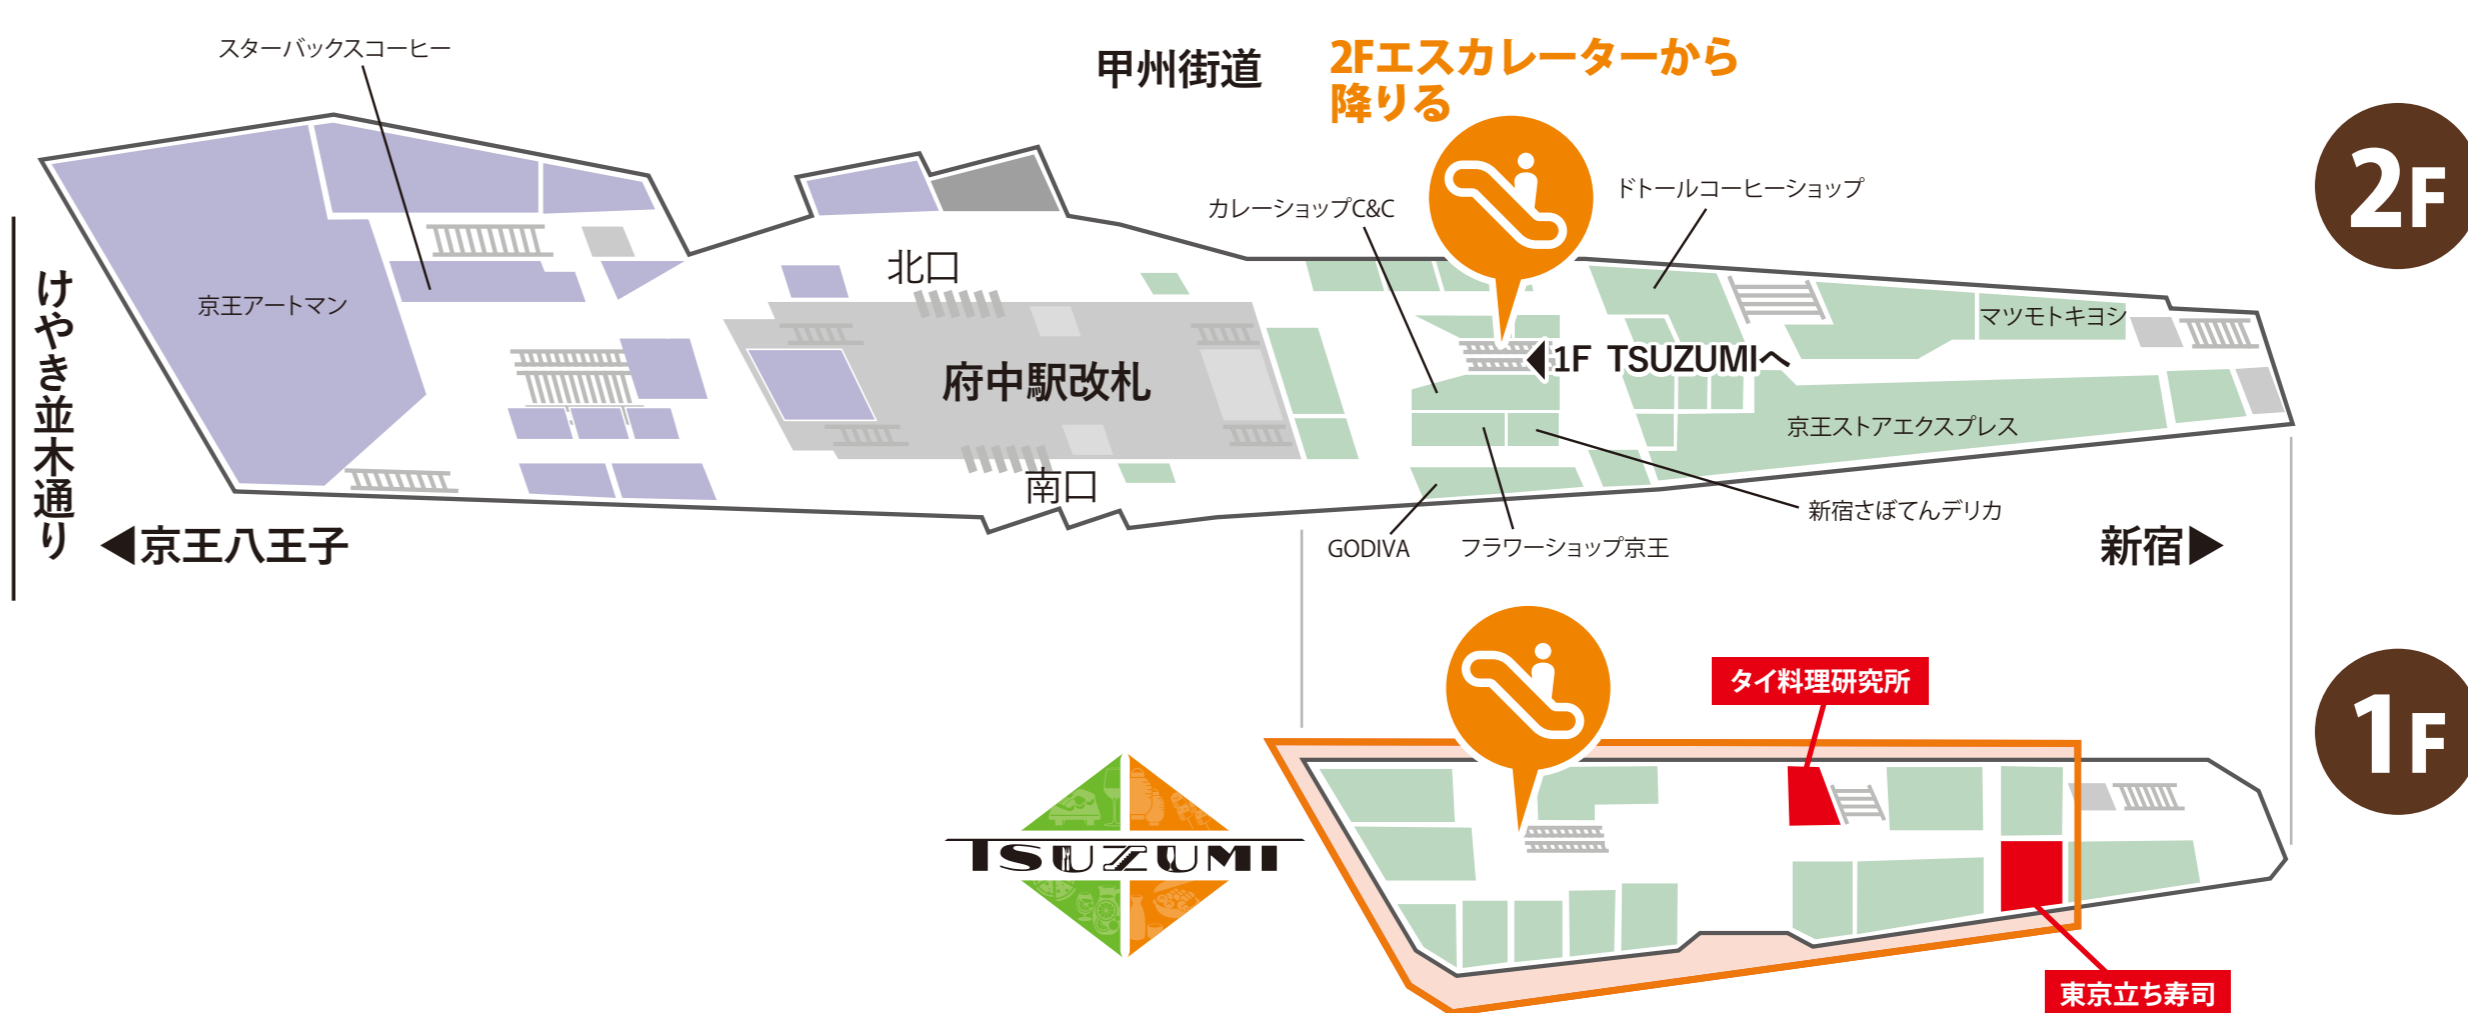 スターバックスコーヒー
甲州街道
2Fエスカレーターから
降りる
2F
ドトールコーヒーショップ
カレーショップC&C
北口
けやき並木通り
京王アートマン
マツモトキヨシ
府中駅改札
1F TSUZUMIへ
京王ストアエクスプレス
南口
新宿さぼてんデリカ
GODIVA
フラワーショップ京王
◀京王八王子
新宿▶
タイ料理研究所
1F
TSUZUMI
東京立ち寿司